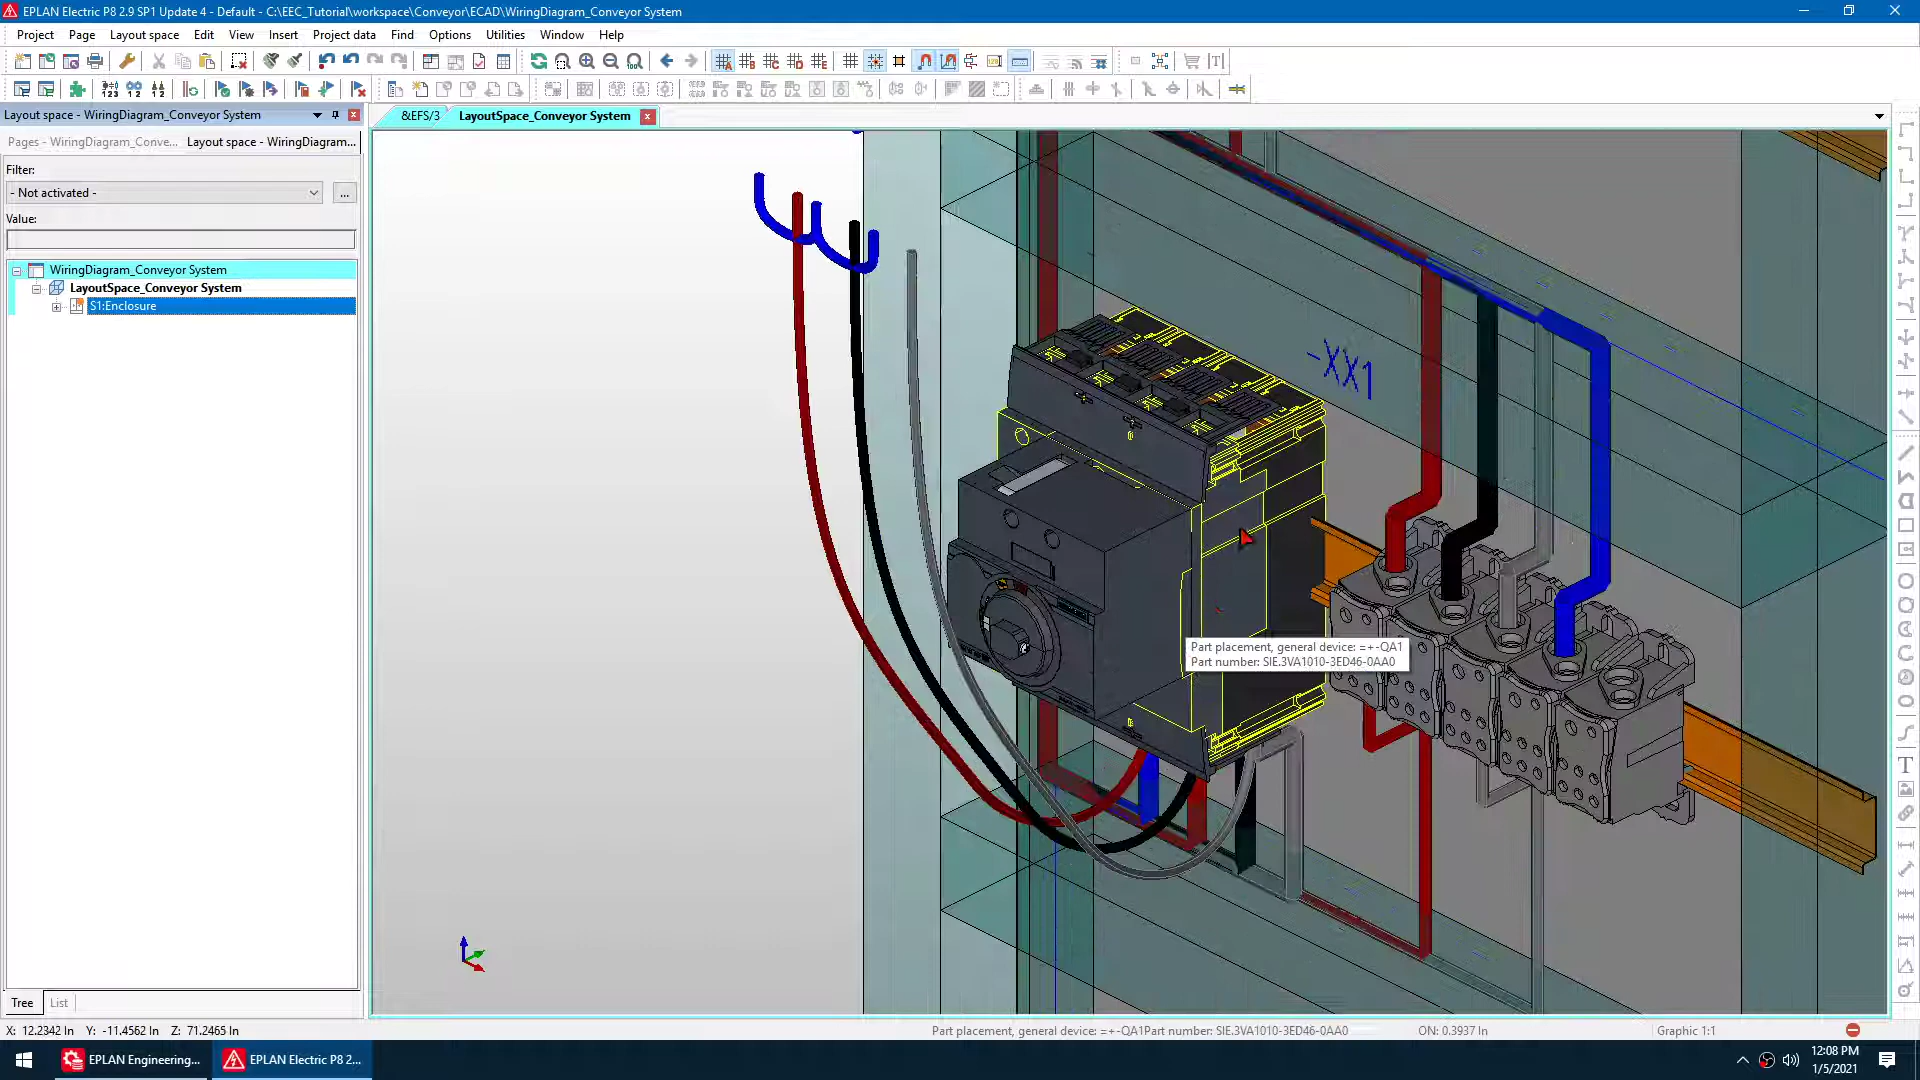 EPLAN Electric P8 2.9 SP1 Update 4 - Default - C:\EEC_Tutorial\workspace\Conveyor\ECAD\WiringDiagram_Conveyor System
Project Page Layout space Edit View Insert Project data Find Options Utilities Window Help
Layout space - WiringDiagram_Conveyor System
Pages - WiringDiagram_Conve... Layout space - WiringDiagram...
&EFS/3 LayoutSpace_Conveyor System
Filter:
- Not activated -
...
Value:
WiringDiagram_Conveyor System
LayoutSpace_Conveyor System
S1:Enclosure
-XX1
Part placement, general device: =+-QA1
Part number: SIE.3VA1010-3ED46-0AA0
Tree List
X: 12.2342 In Y: -11.4562 In Z: 71.2465 In
Part placement, general device: =+-QA1Part number: SIE.3VA1010-3ED46-0AA0
ON: 0.3937 In
Graphic 1:1
EPLAN Engineering...
EPLAN Electric P8 2...
12:08 PM
1/5/2021